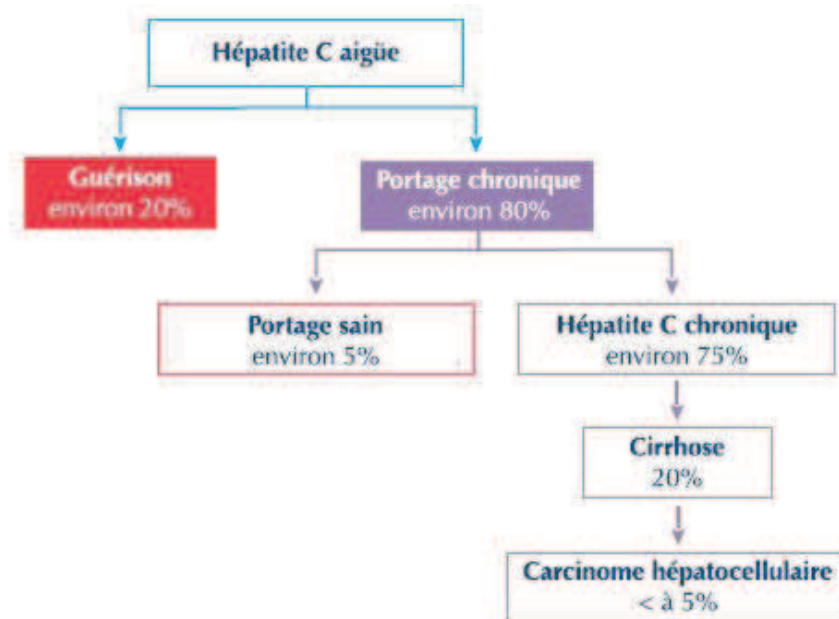 Hépatite C aigüe
Guérison
environ 20%
Portage chronique
environ 80%
Portage sain
environ 5%
Hépatite C chronique
environ 75%
Cirrhose
20%
Carcinome hépatocellulaire
< à 5%